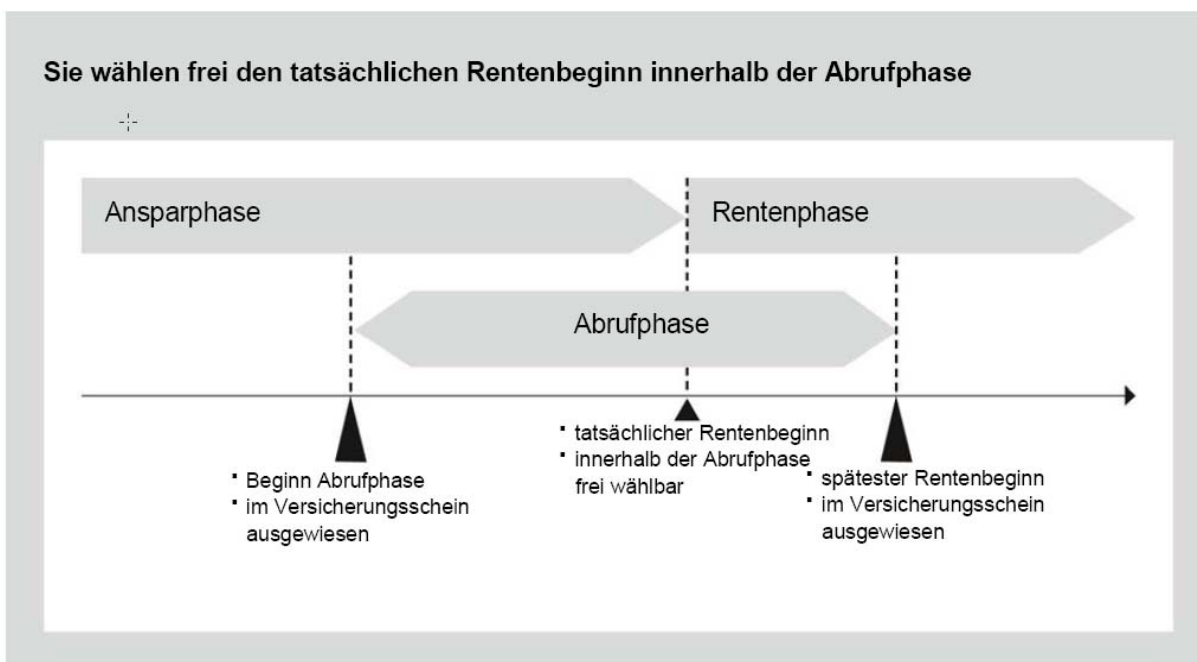 Sie wählen frei den tatsächlichen Rentenbeginn innerhalb der Abrufphase
Ansparphase
Rentenphase
Abrufphase
▪ Beginn Abrufphase
▪ im Versicherungsschein
ausgewiesen
▪ tatsächlicher Rentenbeginn
▪ innerhalb der Abrufphase
frei wählbar
▪ spätester Rentenbeginn
▪ im Versicherungsschein
ausgewiesen